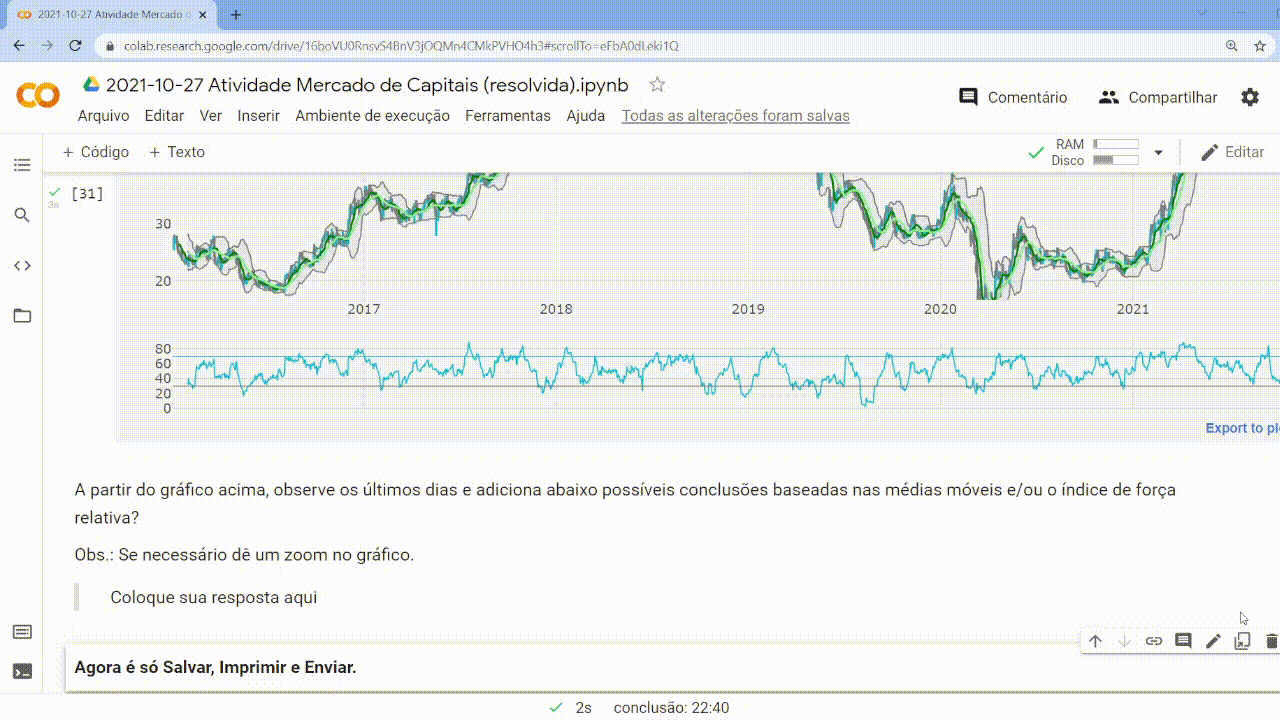 2021-10-27 Atividade Mercado d
colab.research.google.com/drive/16boVU0RnsvS4BnV3jOQMn4CMkPVHO4h3#scrollTo=eFbA0dLeki1Q
2021-10-27 Atividade Mercado de Capitais (resolvida).ipynb
Comentário
Compartilhar
Arquivo Editar Ver Inserir Ambiente de execução Ferramentas Ajuda Todas as alterações foram salvas
+ Código + Texto
RAM
Disco
Editar
[31]
3s
30
20
2017 2018 2019 2020 2021
80
60
40
20
0
Export to pl
A partir do gráfico acima, observe os últimos dias e adiciona abaixo possíveis conclusões baseadas nas médias móveis e/ou o índice de força
relativa?
Obs.: Se necessário dê um zoom no gráfico.
Coloque sua resposta aqui
Agora é só Salvar, Imprimir e Enviar.
2s conclusão: 22:40